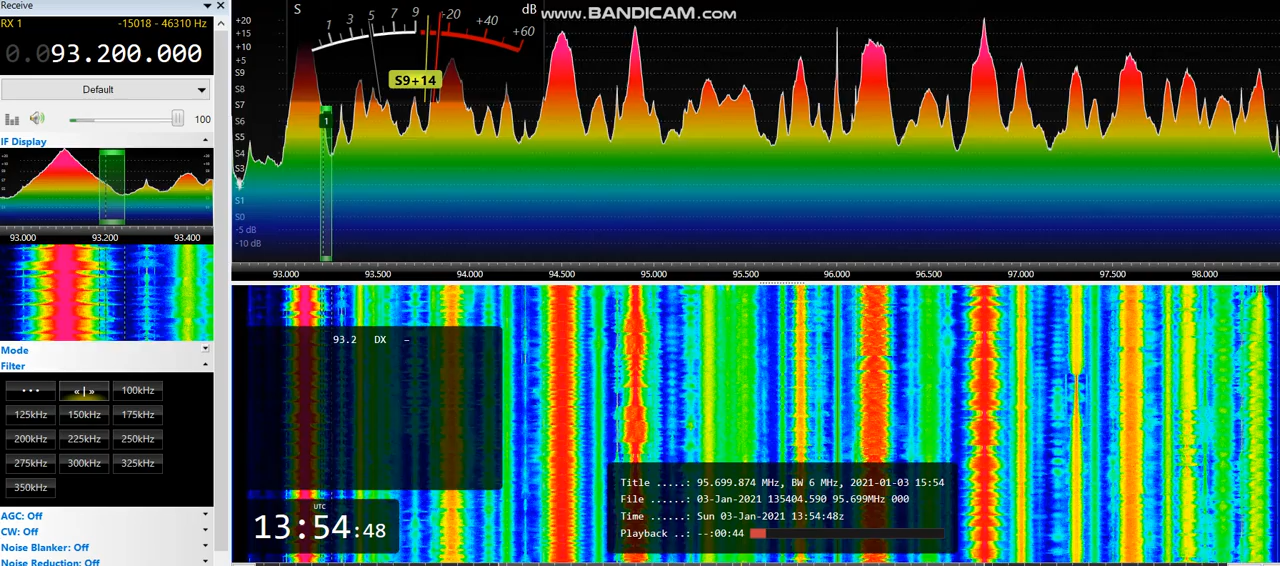 Receive
RX 1 -15018 - 46310 Hz
0.093.200.000
Default
100
IF Display
93.000 93.200 93.400
Mode
Filter
••• «|» 100kHz
125kHz 150kHz 175kHz
200kHz 225kHz 250kHz
275kHz 300kHz 325kHz
350kHz
AGC: Off
CW: Off
Noise Blanker: Off
Noise Reduction: Off
www.BANDICAM.com
S dB
1 3 5 7 9 -20 +40 +60
S9+14
+20
+15
+10
+5
S9
S8
S7
S6
S5
S4
S3
S1
S0
-5 dB
-10 dB
1
93.000 93.500 94.000 94.500 95.000 95.500 96.000 96.500 97.000 97.500 98.000
93.2 DX –
UTC
13:54:48
Title .....: 95.699.874 MHz, BW 6 MHz, 2021-01-03 15:54
File ......: 03-Jan-2021 135404.590 95.699MHz 000
Time ......: Sun 03-Jan-2021 13:54:48z
Playback ..: --:00:44